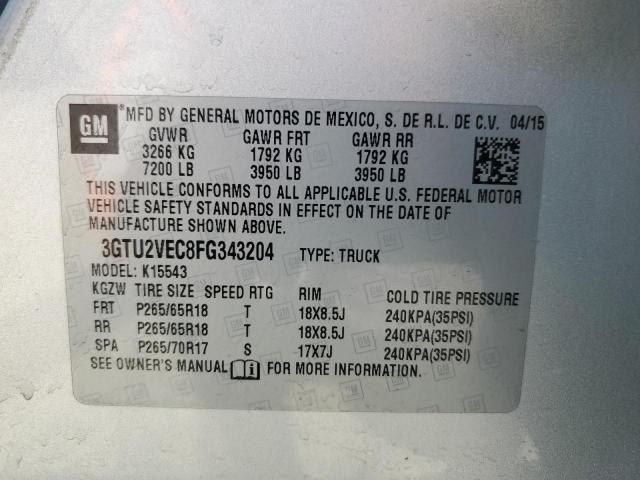 GM ® MFD BY GENERAL MOTORS DE MEXICO, S. DE R.L. DE C.V. 04/15
GVWR GAWR FRT GAWR RR
3266 KG 1792 KG 1792 KG
7200 LB 3950 LB 3950 LB
THIS VEHICLE CONFORMS TO ALL APPLICABLE U.S. FEDERAL MOTOR
VEHICLE SAFETY STANDARDS IN EFFECT ON THE DATE OF
MANUFACTURE SHOWN ABOVE.
3GTU2VEC8FG343204 TYPE: TRUCK
MODEL: K15543
KGZW TIRE SIZE SPEED RTG RIM COLD TIRE PRESSURE
FRT P265/65R18 T 18X8.5J 240KPA(35PSI)
RR P265/65R18 T 18X8.5J 240KPA(35PSI)
SPA P265/70R17 S 17X7J 240KPA(35PSI)
SEE OWNER'S MANUAL FOR MORE INFORMATION.